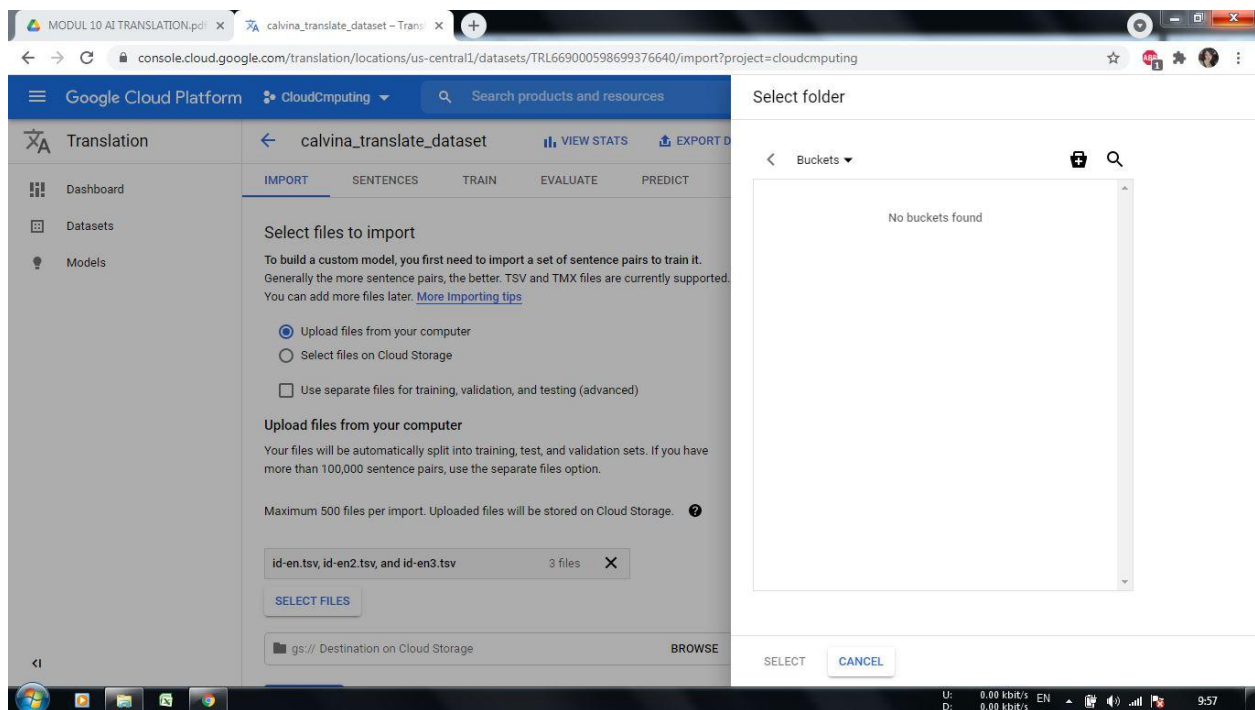 MODUL 10 AI TRANSLATION.pdf
calvina_translate_dataset – Trans
console.cloud.google.com/translation/locations/us-central1/datasets/TRL669000598699376640/import?project=cloudcmputing
Google Cloud Platform
CloudCmputing
Search products and resources
Select folder
Translation
calvina_translate_dataset
VIEW STATS
EXPORT D
Buckets
IMPORT
SENTENCES
TRAIN
EVALUATE
PREDICT
Dashboard
Datasets
Models
No buckets found
Select files to import
To build a custom model, you first need to import a set of sentence pairs to train it.
Generally the more sentence pairs, the better. TSV and TMX files are currently supported.
You can add more files later. More Importing tips
Upload files from your computer
Select files on Cloud Storage
Use separate files for training, validation, and testing (advanced)
Upload files from your computer
Your files will be automatically split into training, test, and validation sets. If you have
more than 100,000 sentence pairs, use the separate files option.
Maximum 500 files per import. Uploaded files will be stored on Cloud Storage.
id-en.tsv, id-en2.tsv, and id-en3.tsv
3 files
SELECT FILES
gs:// Destination on Cloud Storage
BROWSE
SELECT
CANCEL
U: 0.00 kbit/s
D: 0.00 kbit/s
EN
9:57